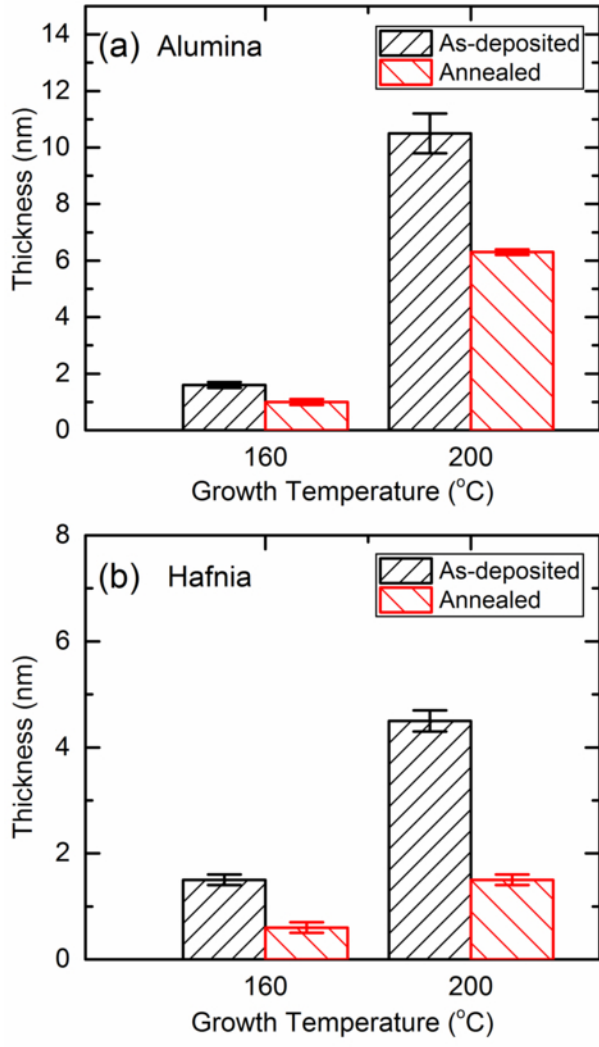 (a) Alumina
As-deposited
Annealed
14
12
10
8
6
4
2
0
Thickness (nm)
160
200
Growth Temperature (°C)
(b) Hafnia
As-deposited
Annealed
8
6
4
2
0
Thickness (nm)
160
200
Growth Temperature (°C)